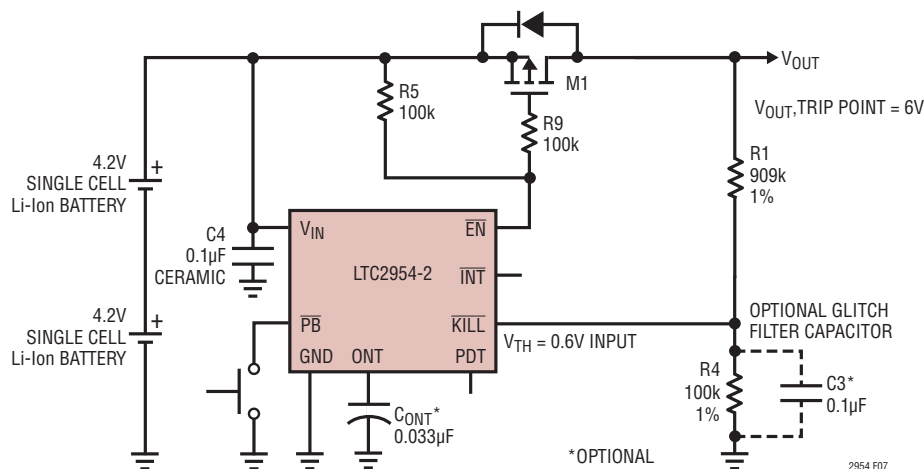 VOUT
M1
R5
100k
R9
100k
VOUT,TRIP POINT = 6V
R1
909k
1%
4.2V
SINGLE CELL
Li-Ion BATTERY
+
C4
0.1µF
CERAMIC
VIN
EN
LTC2954-2
INT
PB
KILL
GND
ONT
PDT
VTH = 0.6V INPUT
OPTIONAL GLITCH
FILTER CAPACITOR
4.2V
SINGLE CELL
Li-Ion BATTERY
+
R4
100k
1%
C3*
0.1µF
CONT*
0.033µF
*OPTIONAL
2954 F07